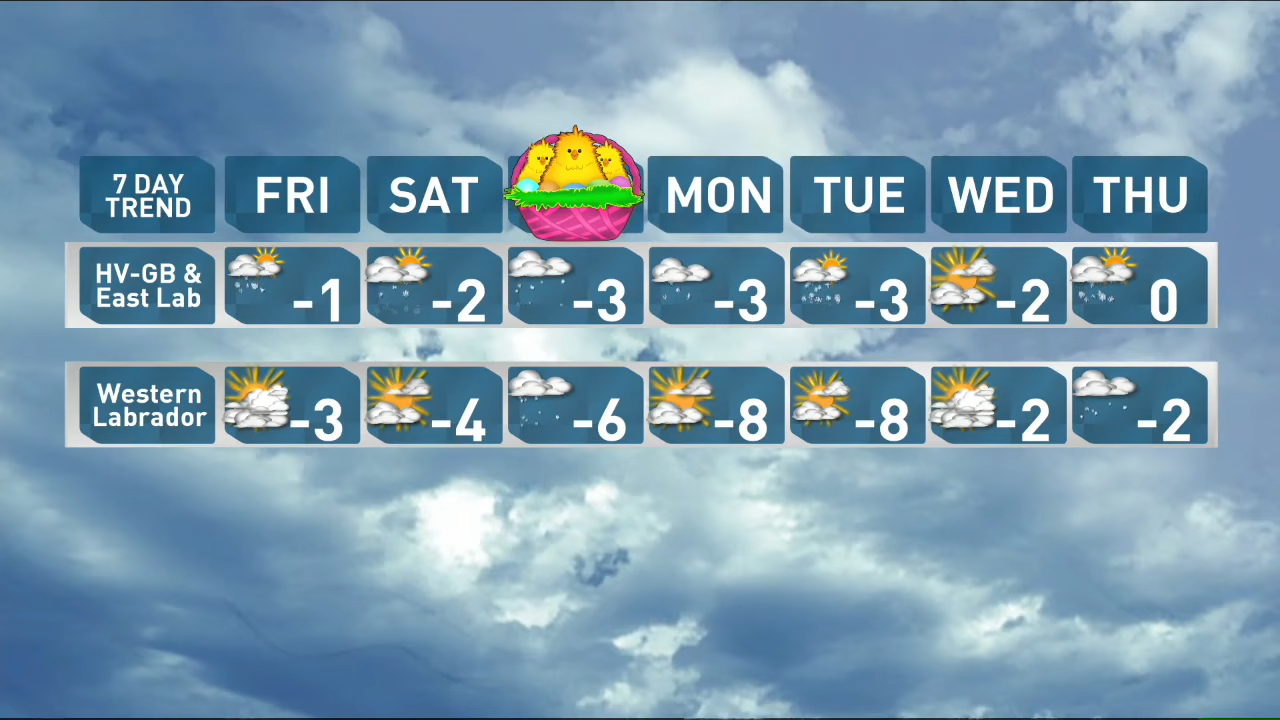 7 DAY
TREND
FRI SAT MON TUE WED THU
HV-GB &
East Lab
-1 -2 -3 -3 -3 -2 0
Western
Labrador
-3 -4 -6 -8 -8 -2 -2